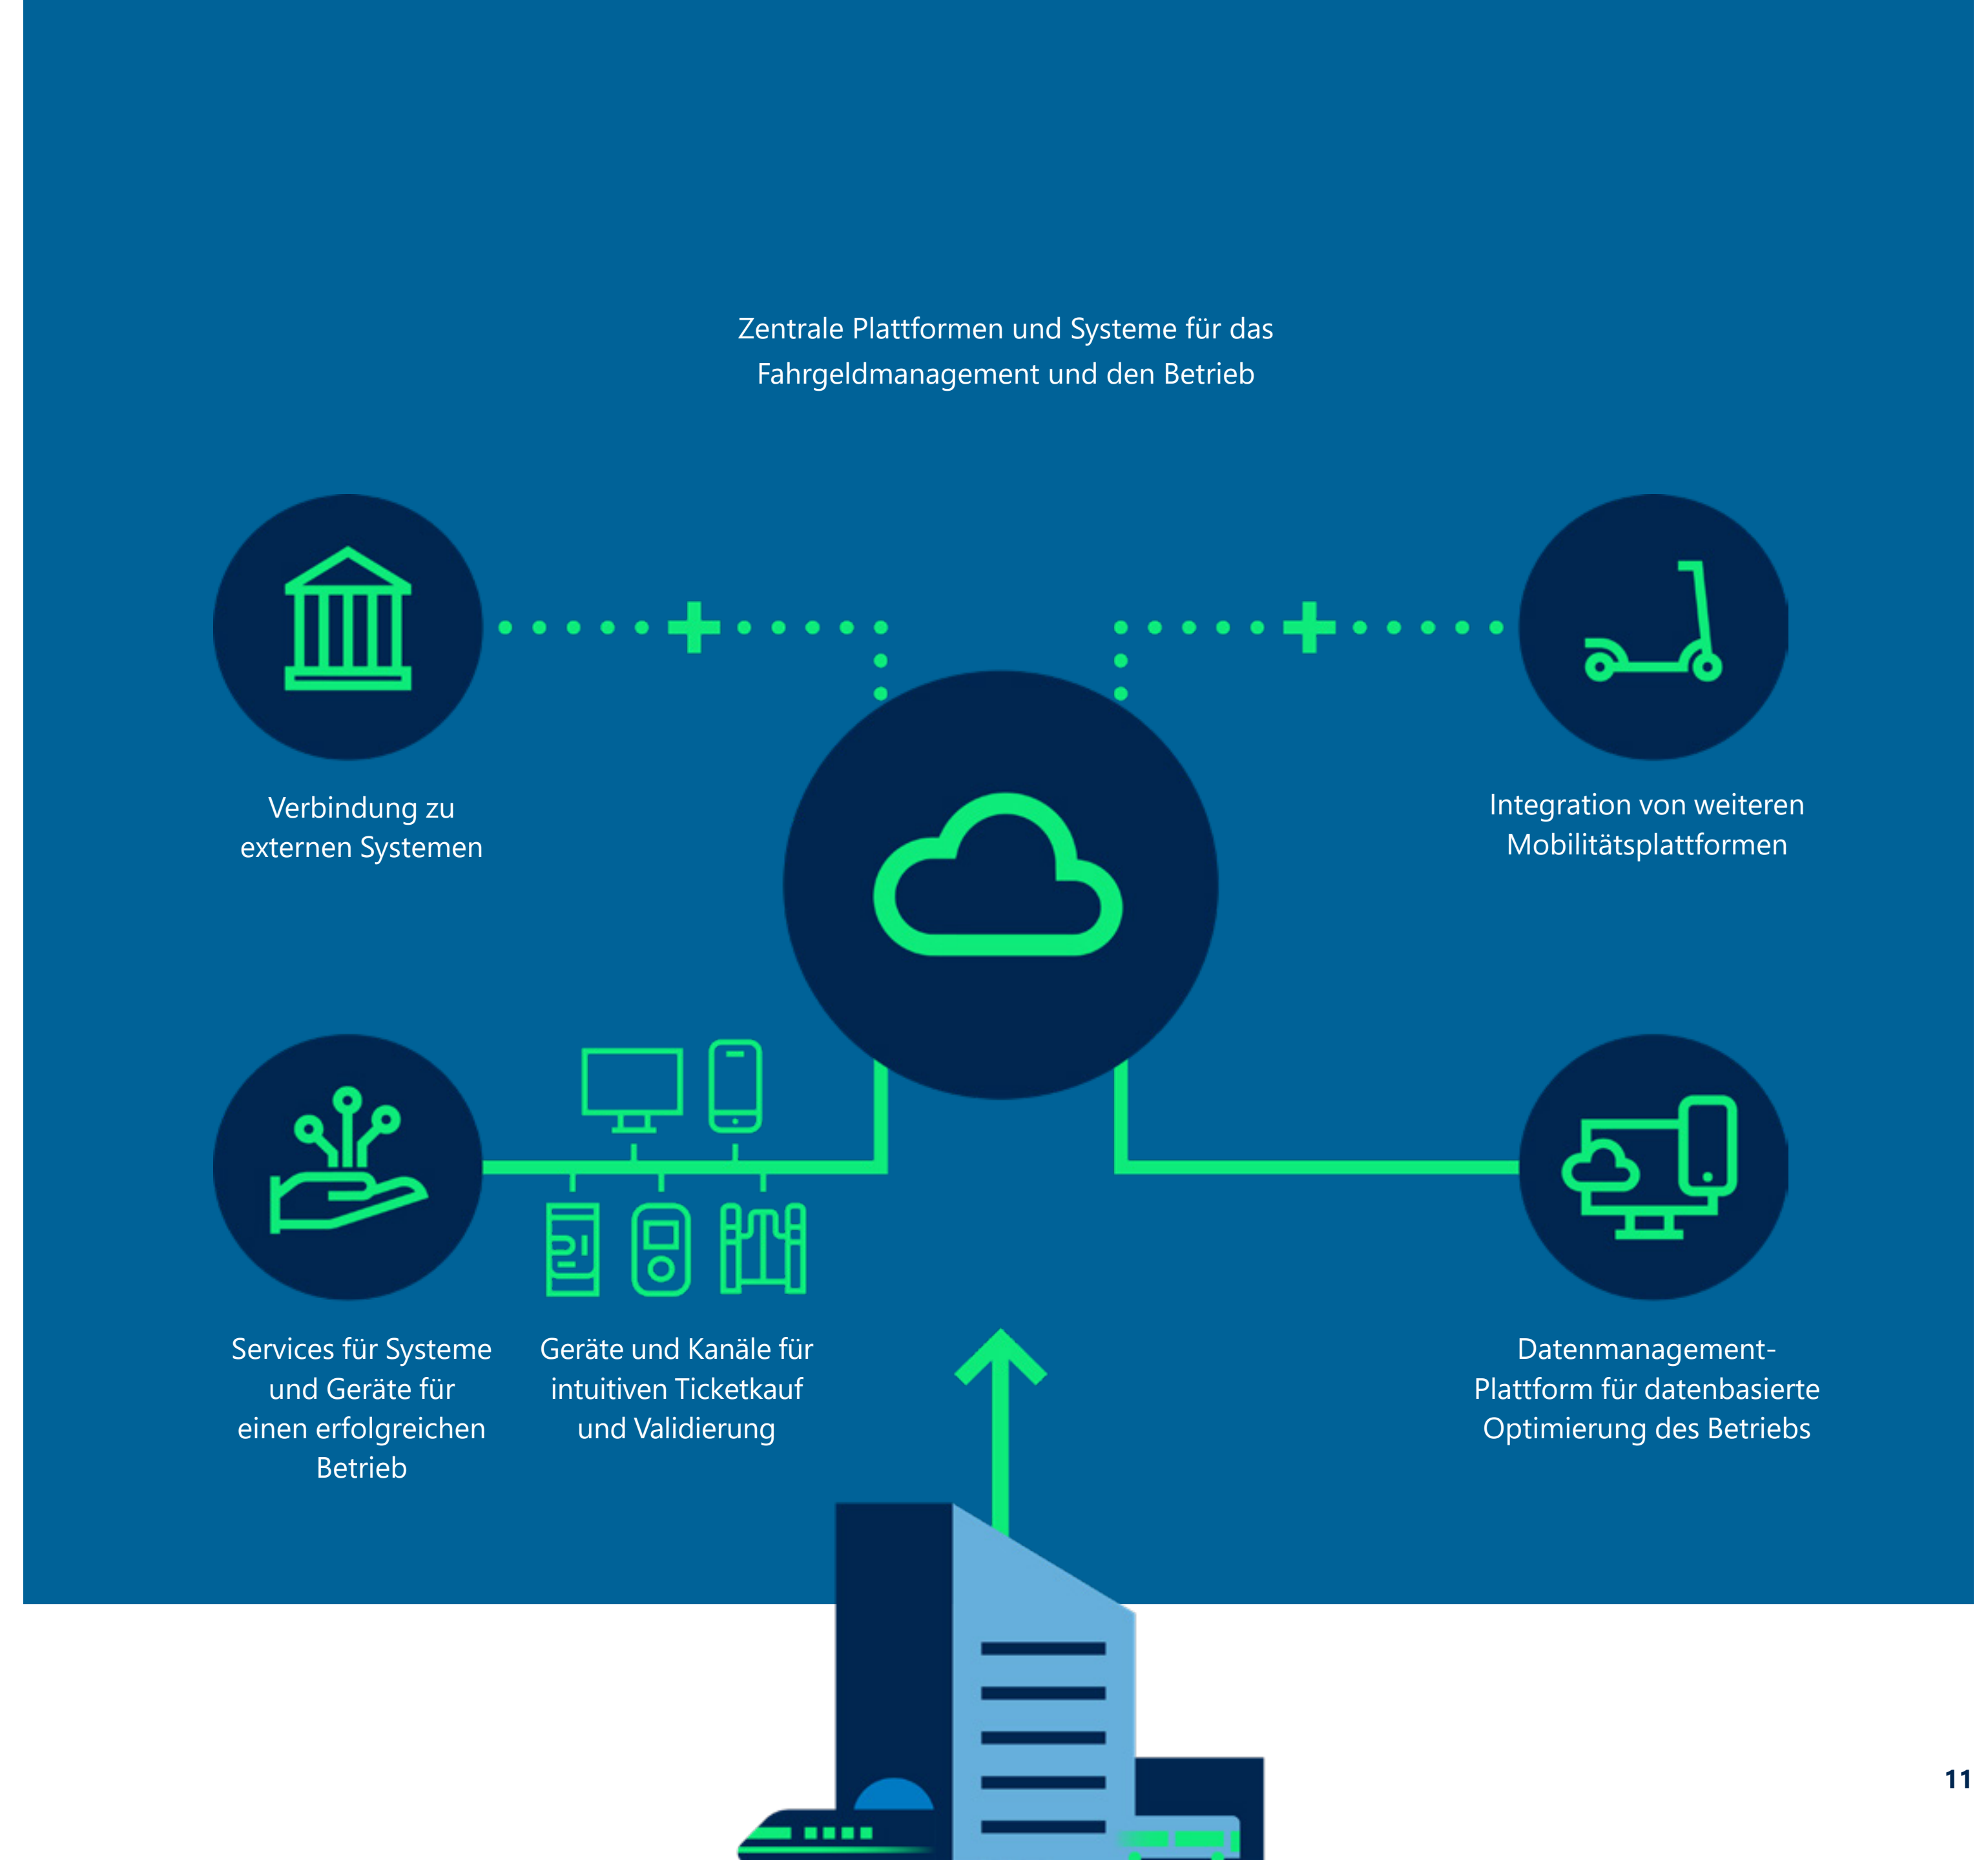 Zentrale Plattformen und Systeme für das
Fahrgeldmanagement und den Betrieb
Verbindung zu
externen Systemen
Integration von weiteren
Mobilitätsplattformen
Services für Systeme
und Geräte für
einen erfolgreichen
Betrieb
Geräte und Kanäle für
intuitiven Ticketkauf
und Validierung
Datenmanagement-
Plattform für datenbasierte
Optimierung des Betriebs
11